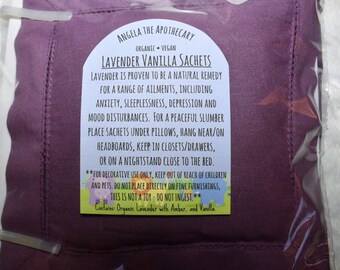 Angela the Apothecary
Organic • Vegan
Lavender Vanilla Sachets
Lavender is proven to be a natural remedy
for a range of ailments, including
anxiety, sleeplessness, depression and
mood disturbances. For a peaceful slumber
place sachets under pillows, hang near/on
headboards, keep in closets/drawers,
or on a nightstand close to the bed.
**For decorative use only, keep out of reach of children
and pets. Do not place directly on fine furnishings,
this is not a toy - do not ingest.**
Contains: Organic Lavender with Amber, and Vanilla